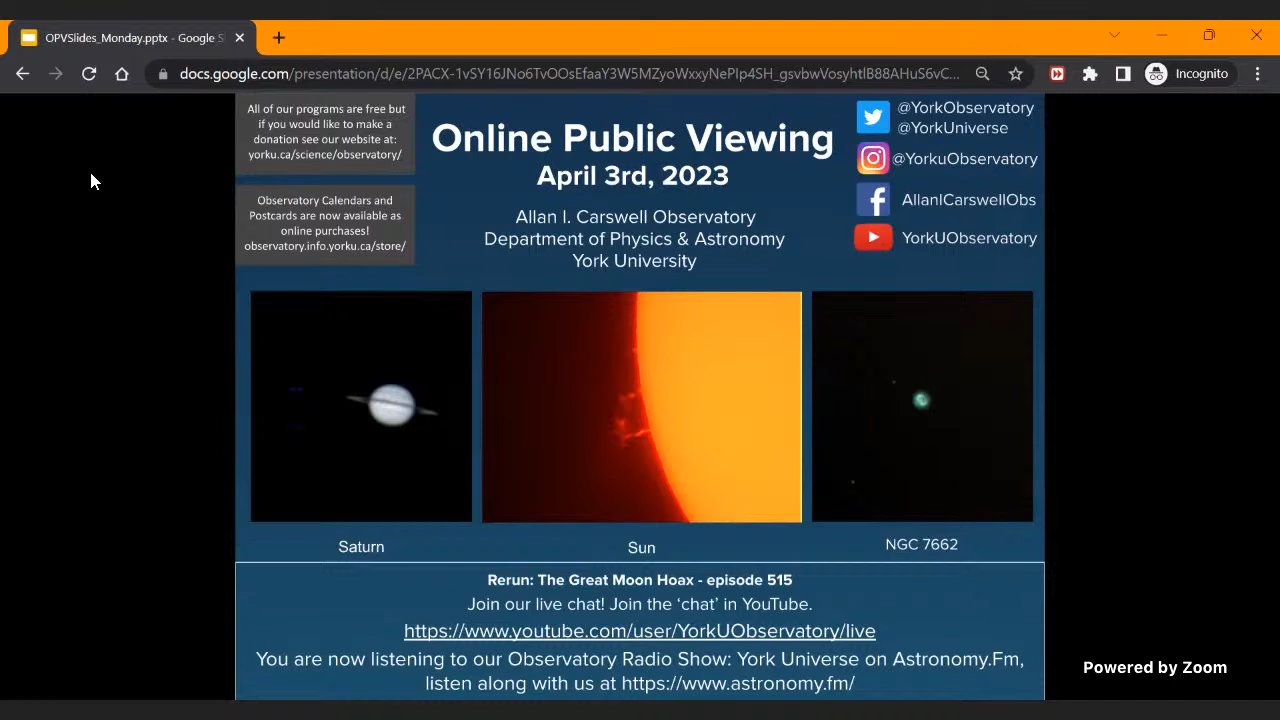 OPVSlides_Monday.pptx - Google S
docs.google.com/presentation/d/e/2PACX-1vSY16JNo6TvOOsEfaaY3W5MZyoWxxyNePIp4SH_gsvbwVosyhtlB88AHuS6vC...
Incognito
All of our programs are free but
if you would like to make a
donation see our website at:
yorku.ca/science/observatory/
Observatory Calendars and
Postcards are now available as
online purchases!
observatory.info.yorku.ca/store/
Online Public Viewing
April 3rd, 2023
Allan I. Carswell Observatory
Department of Physics & Astronomy
York University
@YorkObservatory
@YorkUniverse
@YorkuObservatory
AllanICarswellObs
YorkUObservatory
Saturn
Sun
NGC 7662
Rerun: The Great Moon Hoax - episode 515
Join our live chat! Join the ‘chat’ in YouTube.
https://www.youtube.com/user/YorkUObservatory/live
You are now listening to our Observatory Radio Show: York Universe on Astronomy.Fm,
listen along with us at https://www.astronomy.fm/
Powered by Zoom